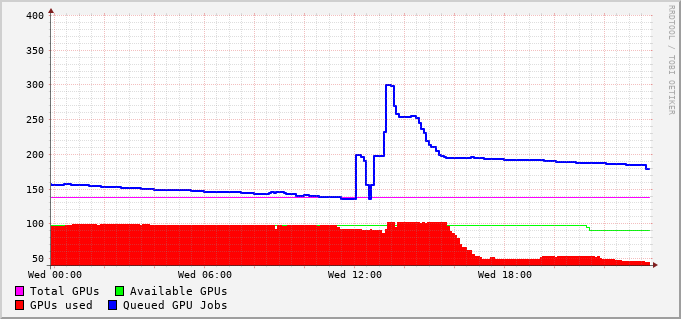 400
350
300
250
200
150
100
50
Wed 00:00 Wed 06:00 Wed 12:00 Wed 18:00
Total GPUs Available GPUs
GPUs used Queued GPU Jobs
RRDTOOL / TOBI OETIKER